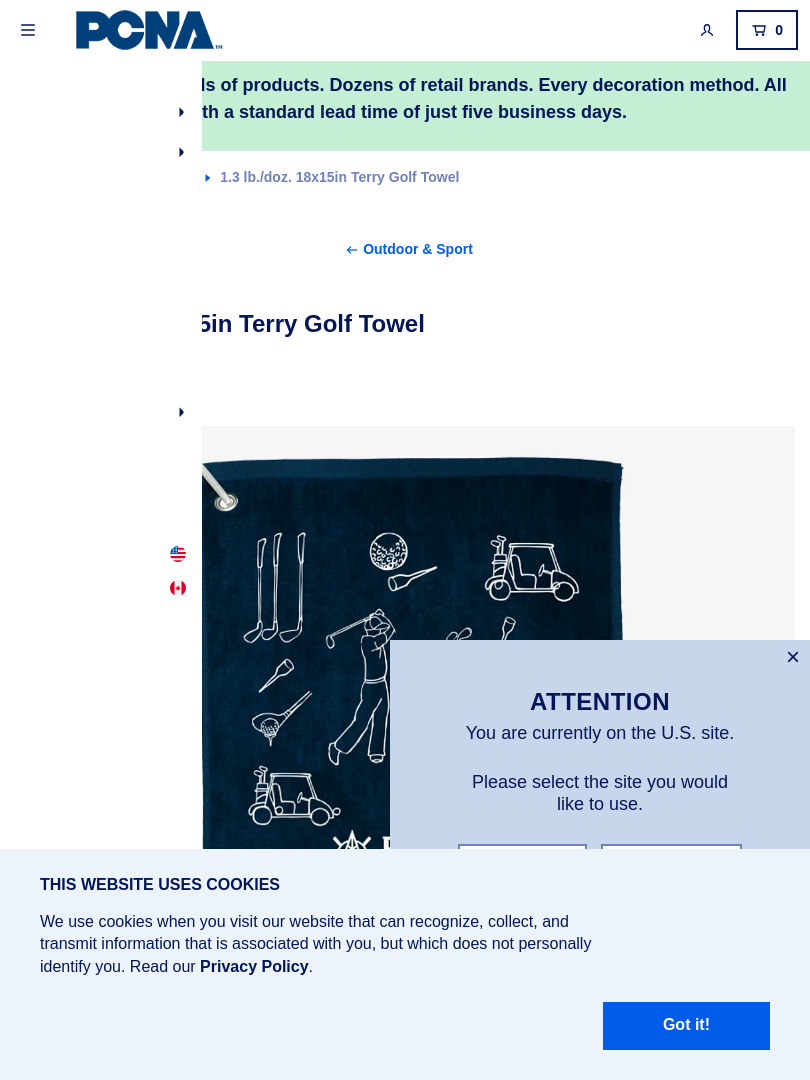 PCNA
TM
0
ls of products. Dozens of retail brands. Every decoration method. All
th a standard lead time of just five business days.
1.3 lb./doz. 18x15in Terry Golf Towel
← Outdoor & Sport
5in Terry Golf Towel
ATTENTION
You are currently on the U.S. site.
Please select the site you would
like to use.
THIS WEBSITE USES COOKIES
We use cookies when you visit our website that can recognize, collect, and
transmit information that is associated with you, but which does not personally
identify you. Read our Privacy Policy.
Got it!